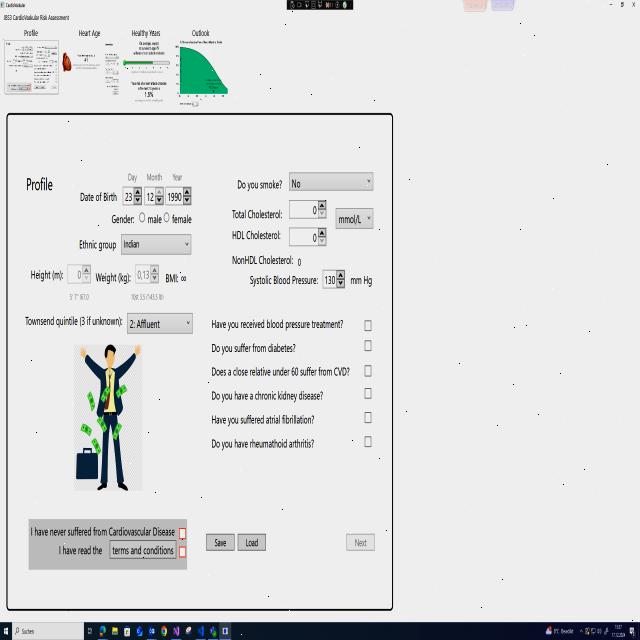 CardioVaskular
JBS3 CardioVaskular Risk Assessment
Profile
Heart Age
Healthy Years
Outlook
Profile
Day Month Year
Date of Birth 23 12 1990
Gender: male female
Ethnic group Indian
Height (m): 0 Weight (kg): 0,13 BMI: ∞
5' 7" (67.0
10st 3.5 (143.5 lb)
Townsend quintile (3 if unknown): 2: Affluent
Do you smoke? No
Total Cholesterol: 0
mmol/L
HDL Cholesterol: 0
NonHDL Cholesterol: 0
Systolic Blood Pressure: 130 mm Hg
Have you received blood pressure treatment?
Do you suffer from diabetes?
Does a close relative under 60 suffer from CVD?
Do you have a chronic kidney disease?
Have you suffered atrial fibrillation?
Do you have rheumathoid arthritis?
I have never suffered from Cardiovascular Disease
I have read the terms and conditions
Save
Load
Next
Suchen